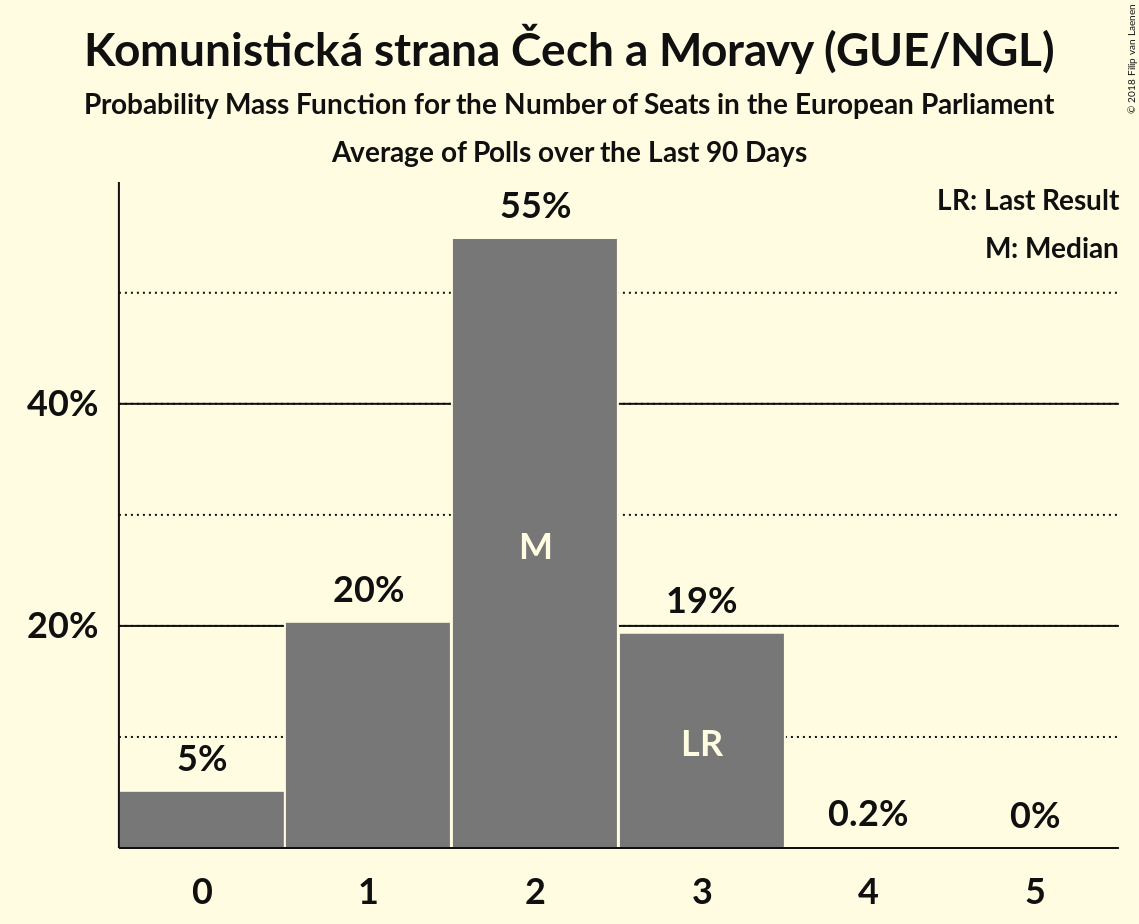 Komunistická strana Čech a Moravy (GUE/NGL)
Probability Mass Function for the Number of Seats in the European Parliament
Average of Polls over the Last 90 Days
© 2018 Filip van Laenen
LR: Last Result
M: Median
55%
40%
M
20%
19%
20%
LR
5%
0.2%
0%
0 1 2 3 4 5